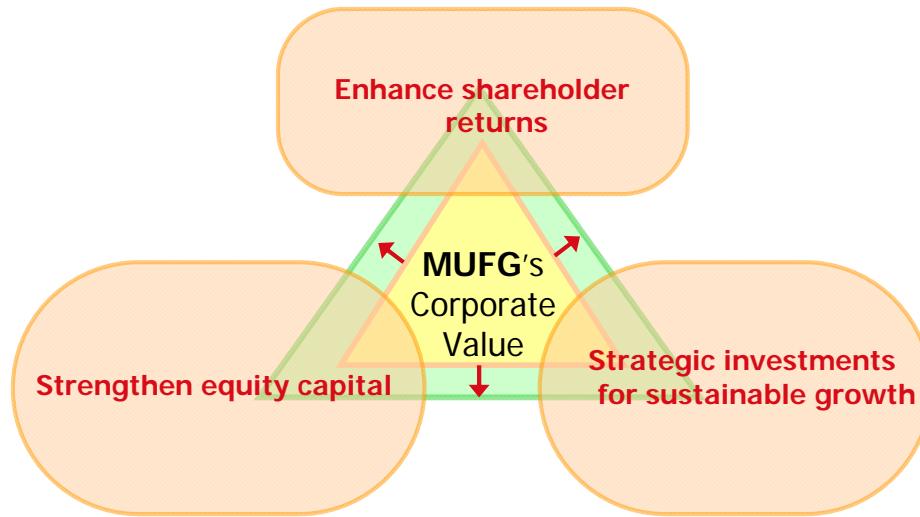 Enhance shareholder
returns
MUFG's
Corporate
Value
Strengthen equity capital
Strategic investments
for sustainable growth